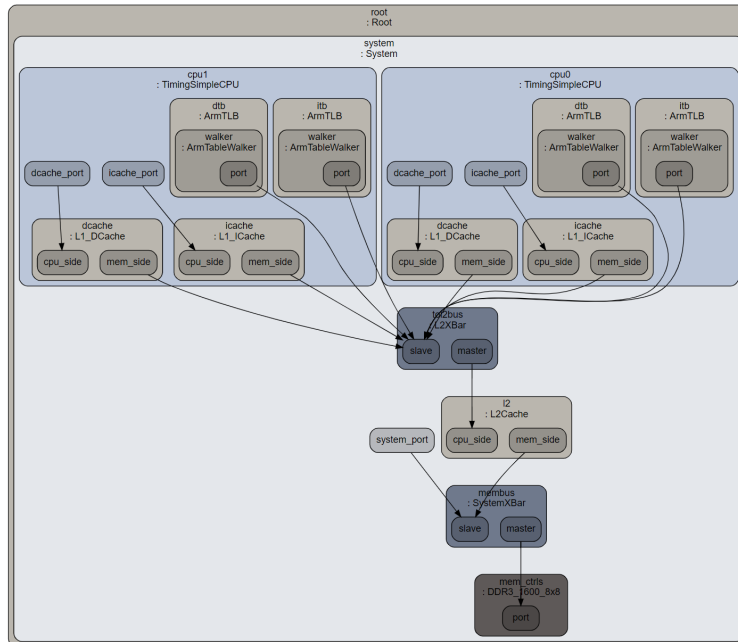 root
: Root
system
: System
cpu1
: TimingSimpleCPU
cpu0
: TimingSimpleCPU
dtb
: ArmTLB
itb
: ArmTLB
dtb
: ArmTLB
itb
: ArmTLB
walker
: ArmTableWalker
walker
: ArmTableWalker
walker
: ArmTableWalker
walker
: ArmTableWalker
dcache_port
icache_port
port
port
dcache_port
icache_port
port
port
dcache
: L1_DCache
icache
: L1_ICache
dcache
: L1_DCache
icache
: L1_ICache
cpu_side
mem_side
cpu_side
mem_side
cpu_side
mem_side
cpu_side
mem_side
tol2bus
: L2XBar
slave
master
l2
: L2Cache
system_port
cpu_side
mem_side
membus
: SystemXBar
slave
master
mem_ctrls
: DDR3_1600_8x8
port